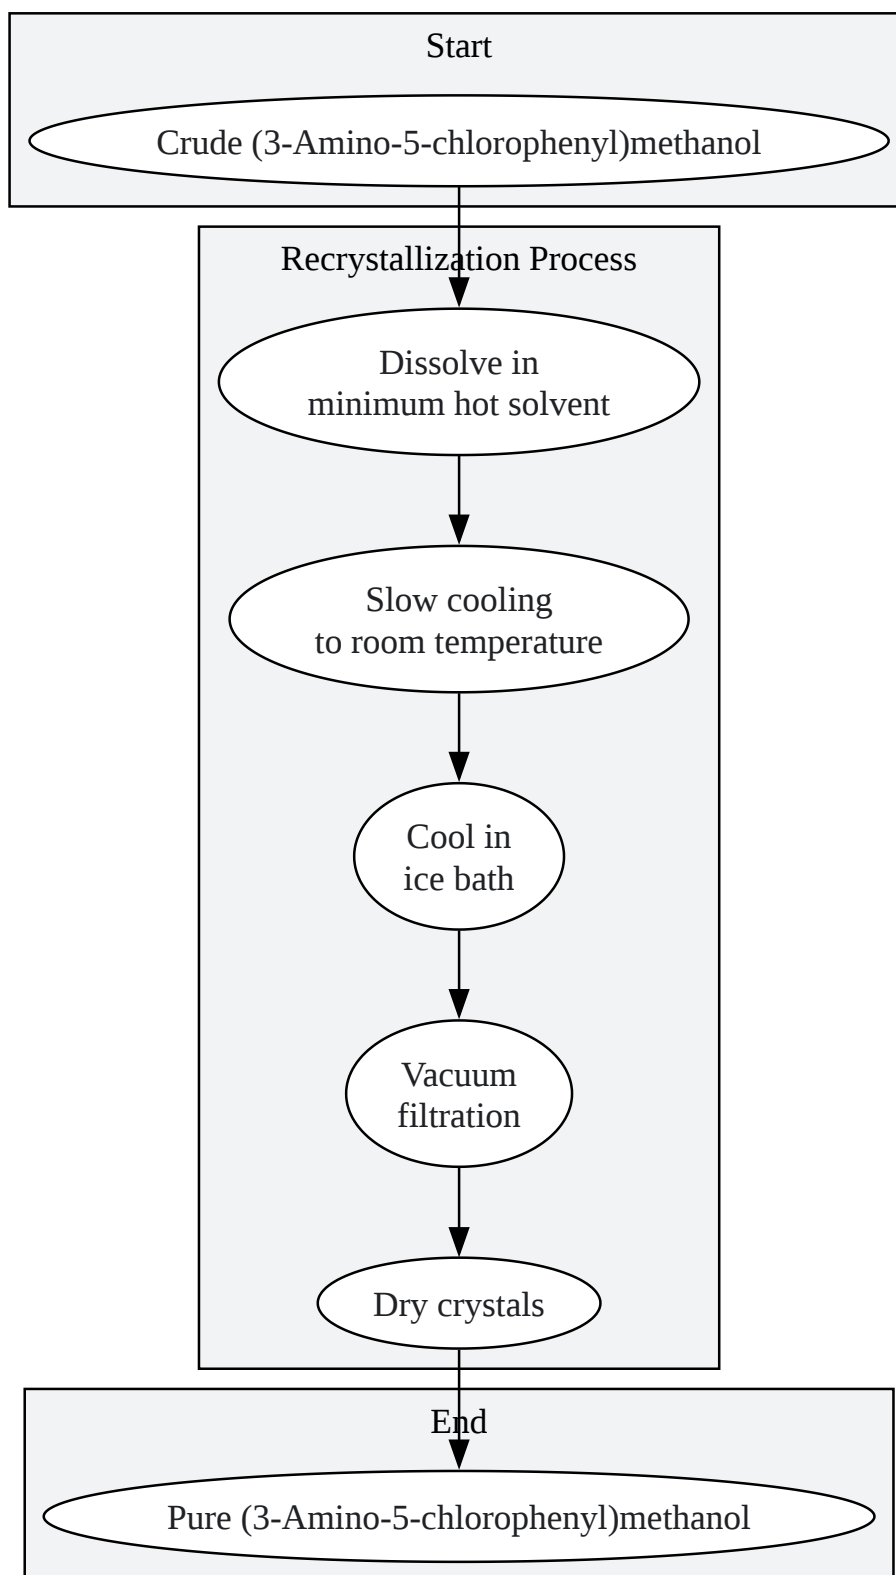 Start
Crude (3-Amino-5-chlorophenyl)methanol
Recrystallization Process
Dissolve in
minimum hot solvent
Slow cooling
to room temperature
Cool in
ice bath
Vacuum
filtration
Dry crystals
End
Pure (3-Amino-5-chlorophenyl)methanol